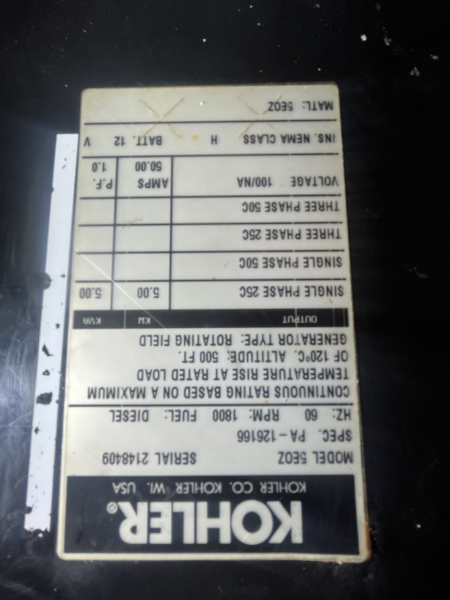 KOHLER®
KOHLER CO. KOHLER, WI. USA
MODEL 5EOZ SERIAL 2148409
SPEC. PA-126166
HZ: 60 RPM: 1800 FUEL: DIESEL
CONTINUOUS RATING BASED ON A MAXIMUM
TEMPERATURE RISE AT RATED LOAD
OF 120°C. ALTITUDE: 500 FT.
GENERATOR TYPE: ROTATING FIELD
OUTPUT KW KVA
SINGLE PHASE 25C 5.00 5.00
SINGLE PHASE 50C
THREE PHASE 25C
THREE PHASE 50C
VOLTAGE 100/NA AMPS 50.00 P.F. 1.0
INS. NEMA CLASS H BATT. 12 V
MATL: 5EOZ